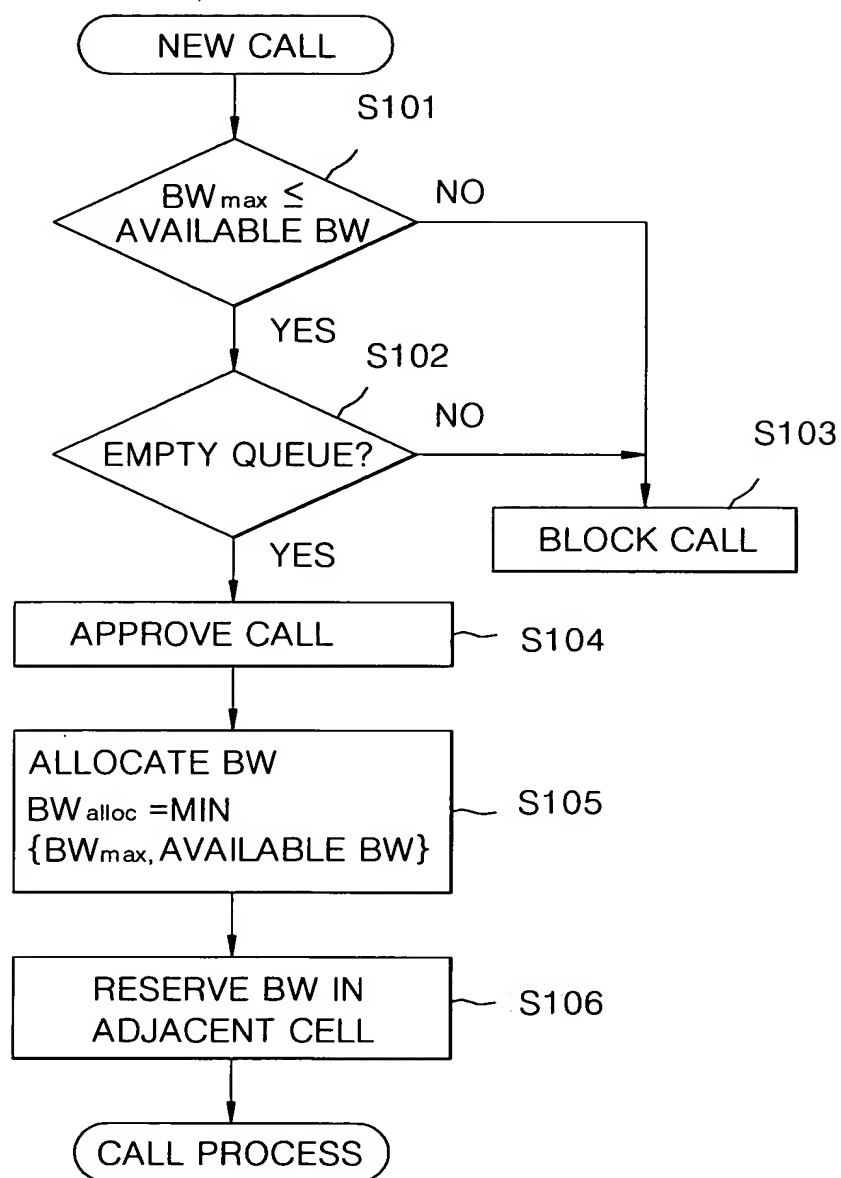 NEW CALL
S101
BWmax ≤
AVAILABLE BW
NO
YES
S102
EMPTY QUEUE?
NO
S103
BLOCK CALL
YES
APPROVE CALL
S104
ALLOCATE BW
BWalloc =MIN
{BWmax, AVAILABLE BW}
S105
RESERVE BW IN
ADJACENT CELL
S106
CALL PROCESS